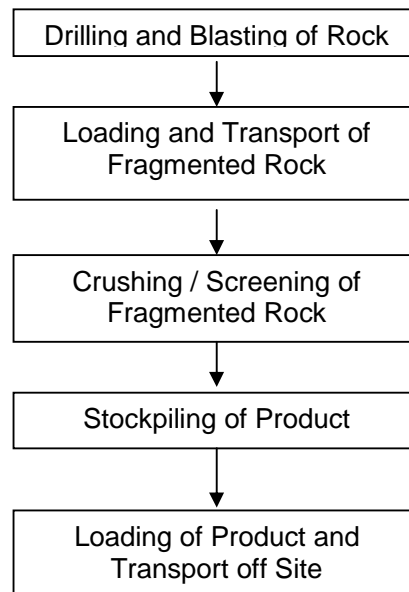 Drilling and Blasting of Rock
Loading and Transport of
Fragmented Rock
Crushing / Screening of
Fragmented Rock
Stockpiling of Product
Loading of Product and
Transport off Site